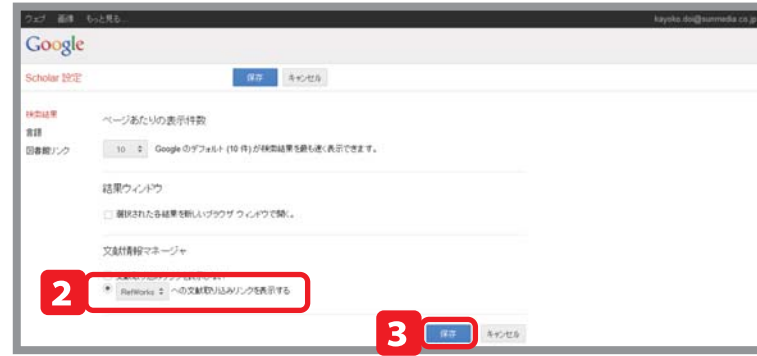 ウェブ 画像 もっと見る... kayoko.doi@sunmedia.co.jp
Google
Scholar 設定 保存 キャンセル
検索結果
言語
図書館リンク
ページあたりの表示件数
10 Google のデフォルト (10 件) が検索結果を最も速く表示できます。
結果ウィンドウ
選択された各結果を新しいブラウザ ウィンドウで開く。
文献情報マネージャ
2 RefWorks への文献取り込みリンクを表示する
3 保存 キャンセル